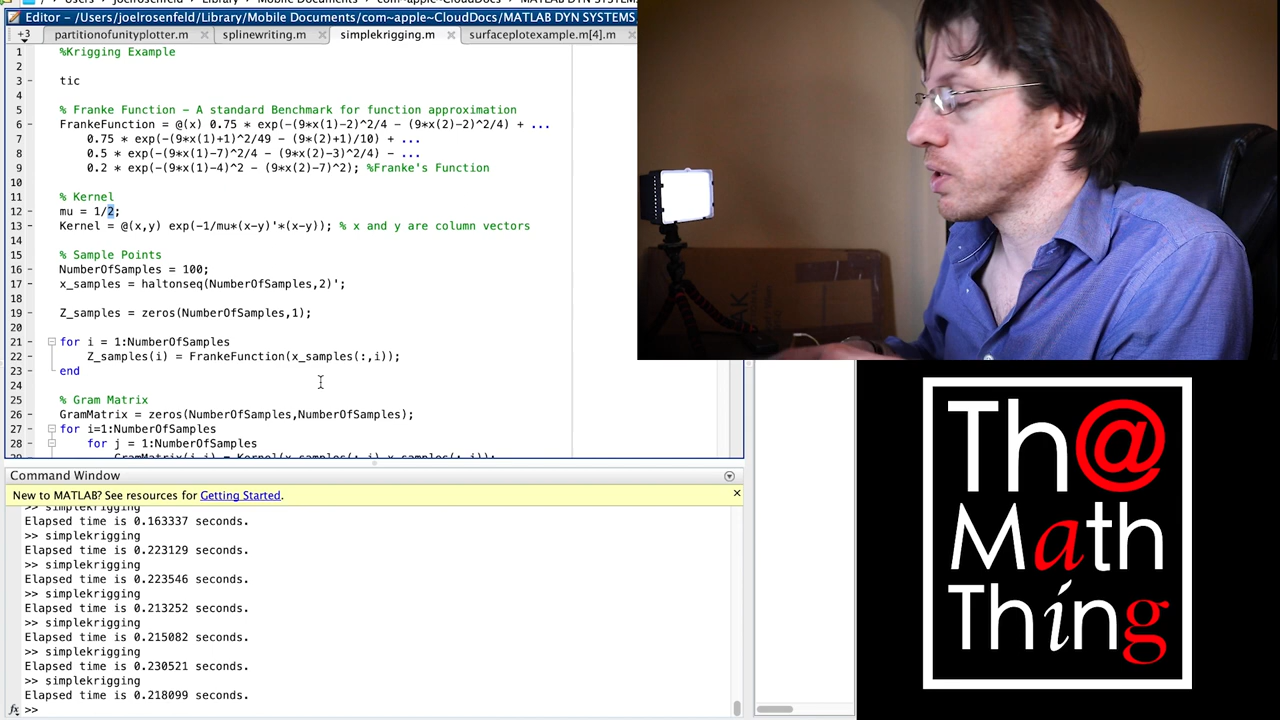 Editor - /Users/joelrosenfeld/Library/Mobile Documents/com~apple~CloudDocs/MATLAB DYN SYSTEMS
+3 partitionofunityplotter.m splinewriting.m simplekrigging.m surfaceplotexample.m[4].m
1 %Krigging Example
2
3 - tic
4
5 % Franke Function - A standard Benchmark for function approximation
6 - FrankeFunction = @(x) 0.75 * exp(-(9*x(1)-2)^2/4 - (9*x(2)-2)^2/4) + ...
7 0.75 * exp(-(9*x(1)+1)^2/49 - (9*(2)+1)/10) + ...
8 0.5 * exp(-(9*x(1)-7)^2/4 - (9*x(2)-3)^2/4) - ...
9 0.2 * exp(-(9*x(1)-4)^2 - (9*x(2)-7)^2); %Franke's Function
10
11 % Kernel
12 - mu = 1/2;
13 - Kernel = @(x,y) exp(-1/mu*(x-y)'*(x-y)); % x and y are column vectors
14
15 % Sample Points
16 - NumberOfSamples = 100;
17 - x_samples = haltonseq(NumberOfSamples,2)';
18
19 - Z_samples = zeros(NumberOfSamples,1);
20
21 - for i = 1:NumberOfSamples
22 - Z_samples(i) = FrankeFunction(x_samples(:,i));
23 - end
24
25 % Gram Matrix
26 - GramMatrix = zeros(NumberOfSamples,NumberOfSamples);
27 - for i=1:NumberOfSamples
28 - for j = 1:NumberOfSamples
Command Window
New to MATLAB? See resources for Getting Started.
>> simplekrigging
Elapsed time is 0.163337 seconds.
>> simplekrigging
Elapsed time is 0.223129 seconds.
>> simplekrigging
Elapsed time is 0.223546 seconds.
>> simplekrigging
Elapsed time is 0.213252 seconds.
>> simplekrigging
Elapsed time is 0.215082 seconds.
>> simplekrigging
Elapsed time is 0.230521 seconds.
>> simplekrigging
Elapsed time is 0.218099 seconds.
fx >>
Th@
Math
Thing